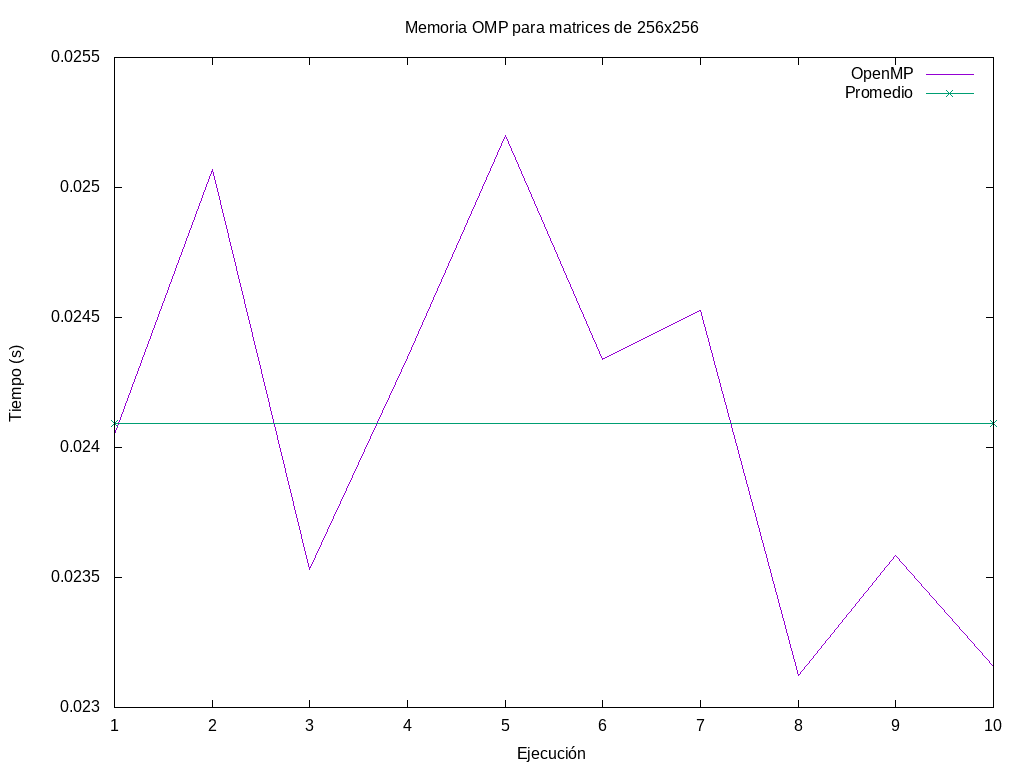 Memoria OMP para matrices de 256x256
OpenMP
Promedio
0.0255
0.025
0.0245
0.024
0.0235
0.023
Tiempo (s)
1 2 3 4 5 6 7 8 9 10
Ejecución